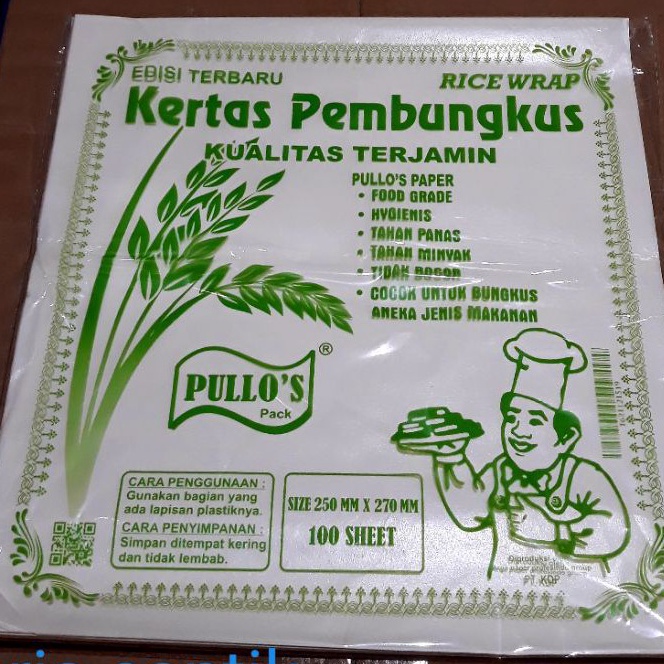 EDISI TERBARU
RICE WRAP
Kertas Pembungkus
KUALITAS TERJAMIN
PULLO'S PAPER
• FOOD GRADE
• HYGIENIS
• TAHAN PANAS
• TAHAN MINYAK
• TIDAK BOCOR
• COCOK UNTUK BUNGKUS
ANEKA JENIS MAKANAN
PULLO'S ®
Pack
CARA PENGGUNAAN :
Gunakan bagian yang
ada lapisan plastiknya.
CARA PENYIMPANAN :
Simpan ditempat kering
dan tidak lembab.
SIZE 250 MM X 270 MM
100 SHEET
PT KDP